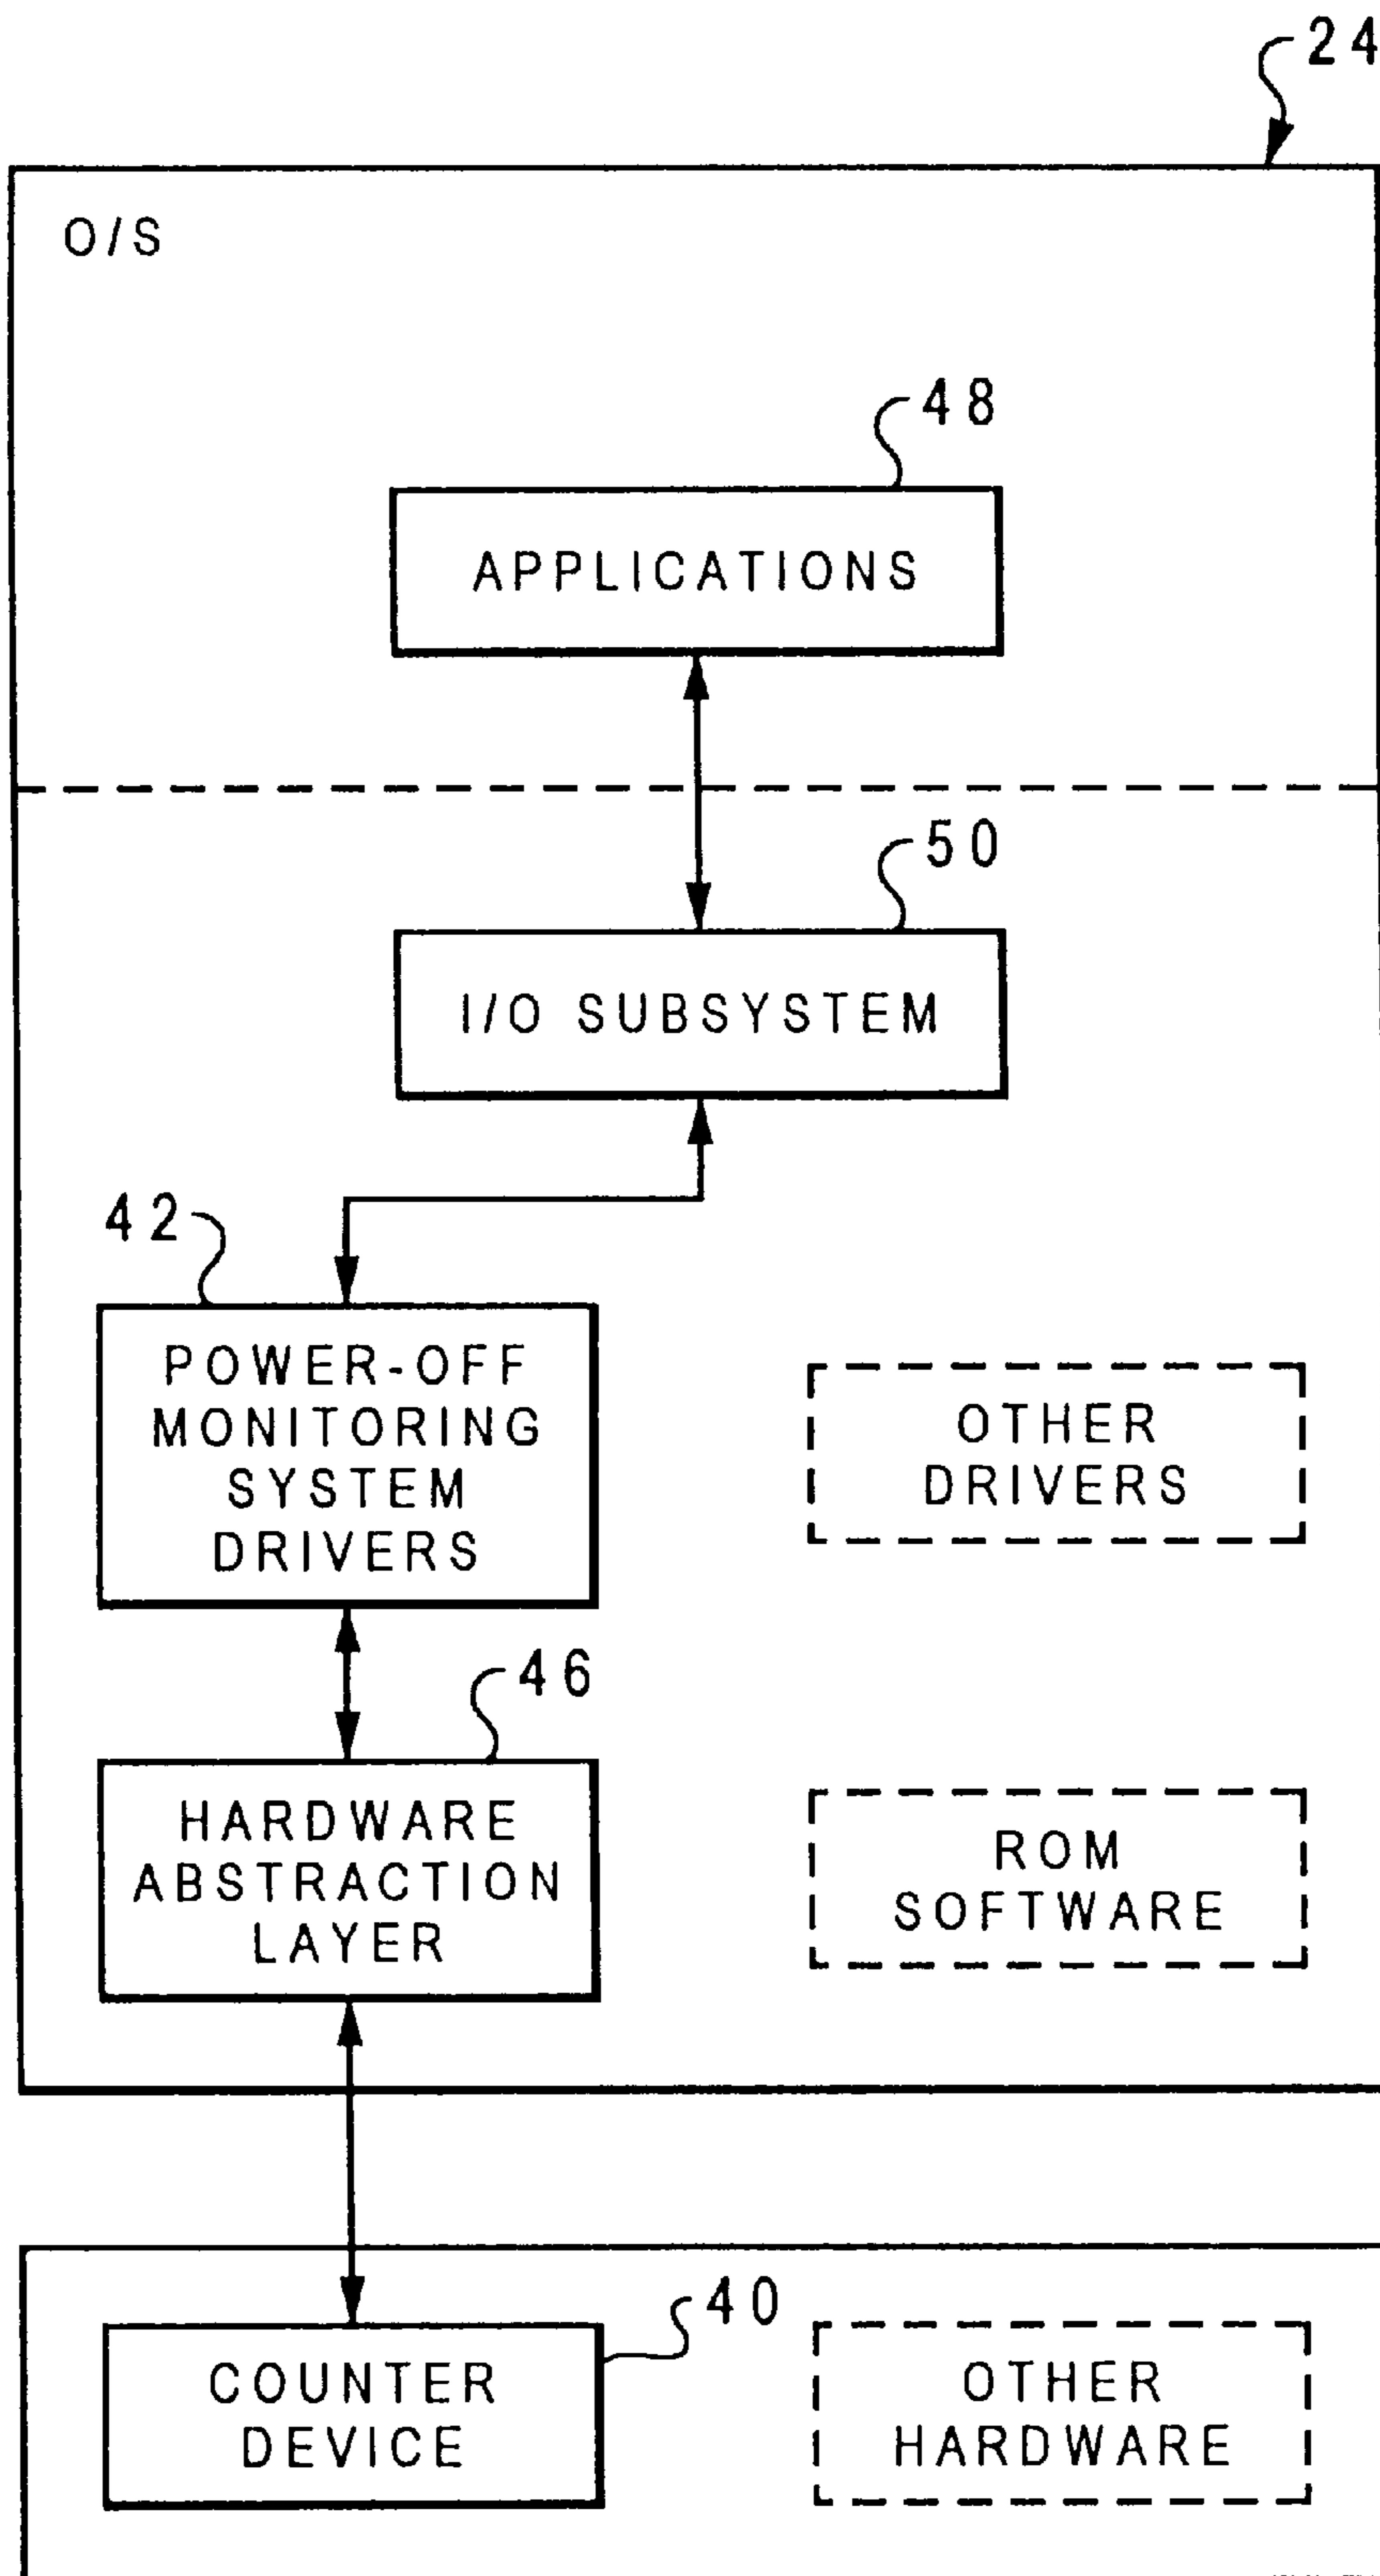 24
O/S
48
APPLICATIONS
50
I/O SUBSYSTEM
42
POWER-OFF
MONITORING
SYSTEM
DRIVERS
OTHER
DRIVERS
46
HARDWARE
ABSTRACTION
LAYER
ROM
SOFTWARE
40
COUNTER
DEVICE
OTHER
HARDWARE